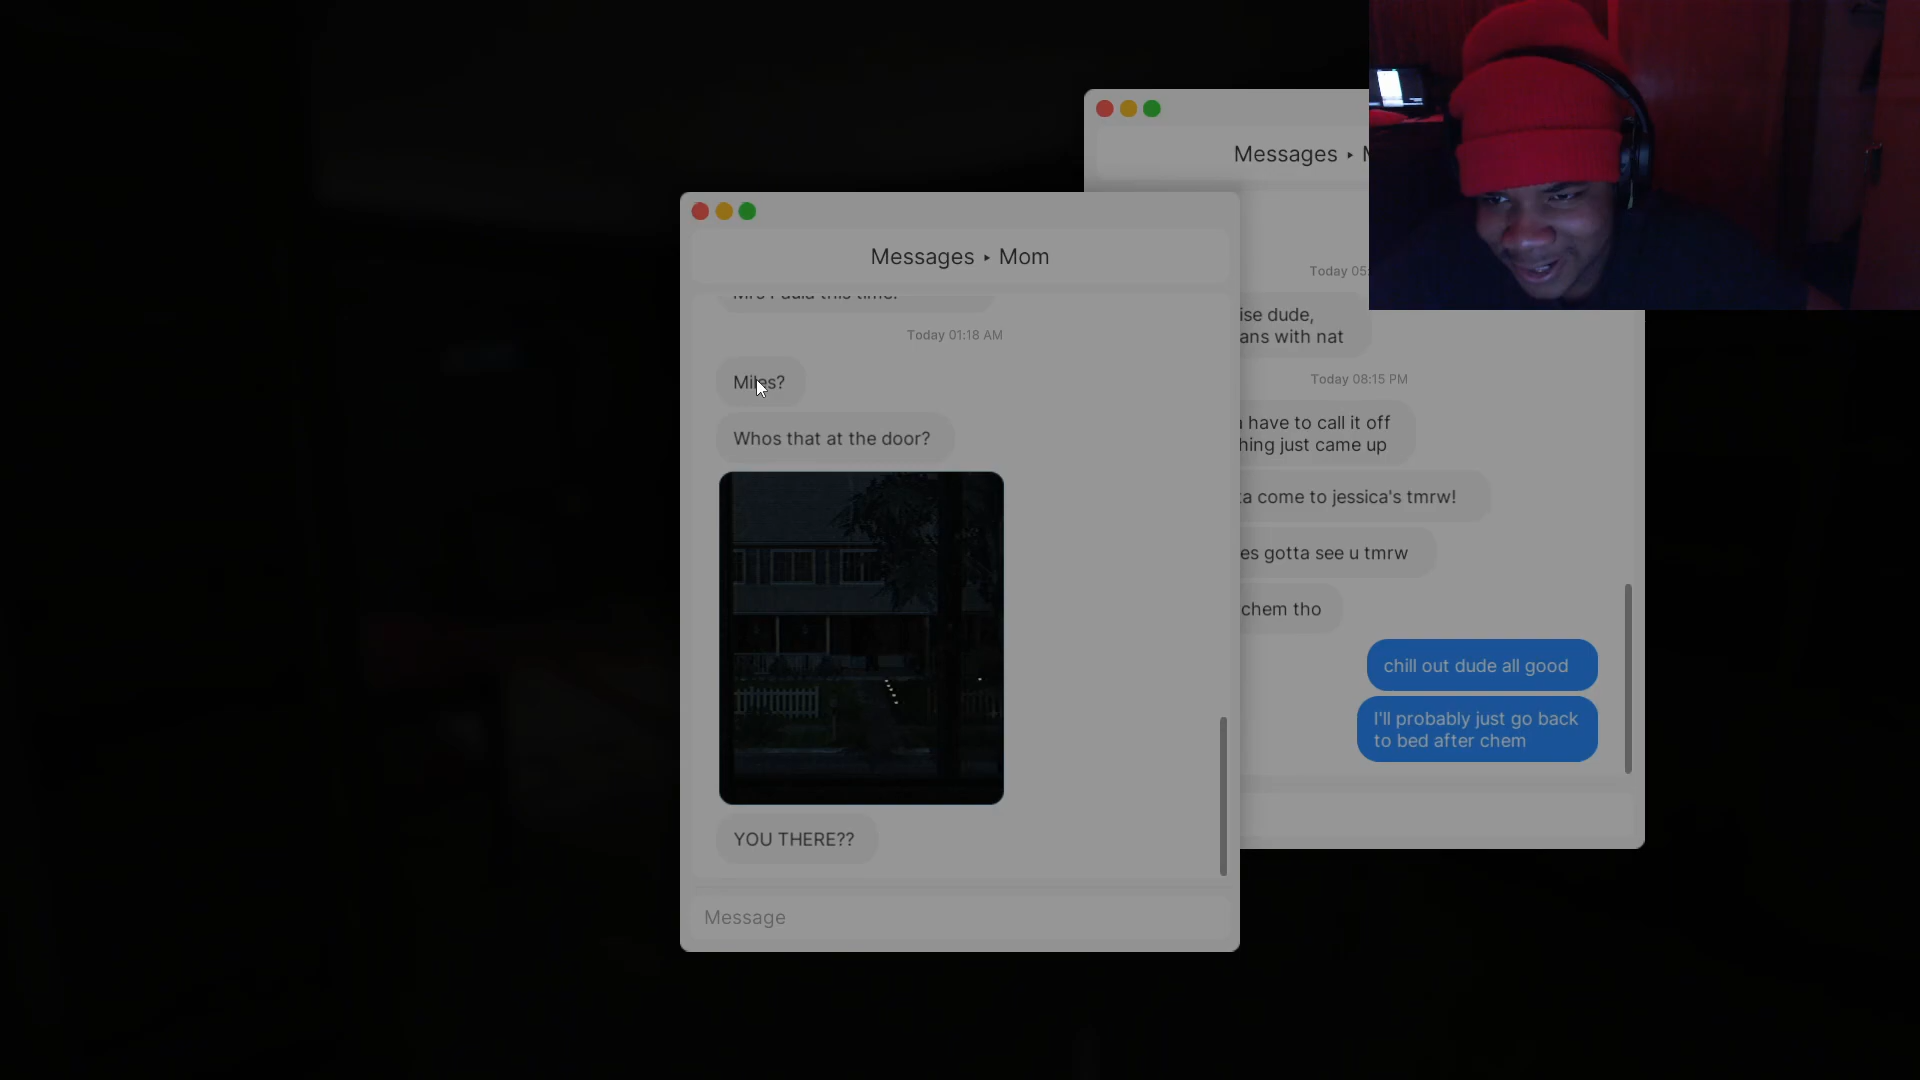 Messages ‣ Mom
Today 01:18 AM
Miles?
Whos that at the door?
YOU THERE??
Message
Messages ‣
Today
ise dude,
ans with nat
Today 08:15 PM
have to call it off
hing just came up
come to jessica's tmrw!
es gotta see u tmrw
chem tho
chill out dude all good
I'll probably just go back
to bed after chem